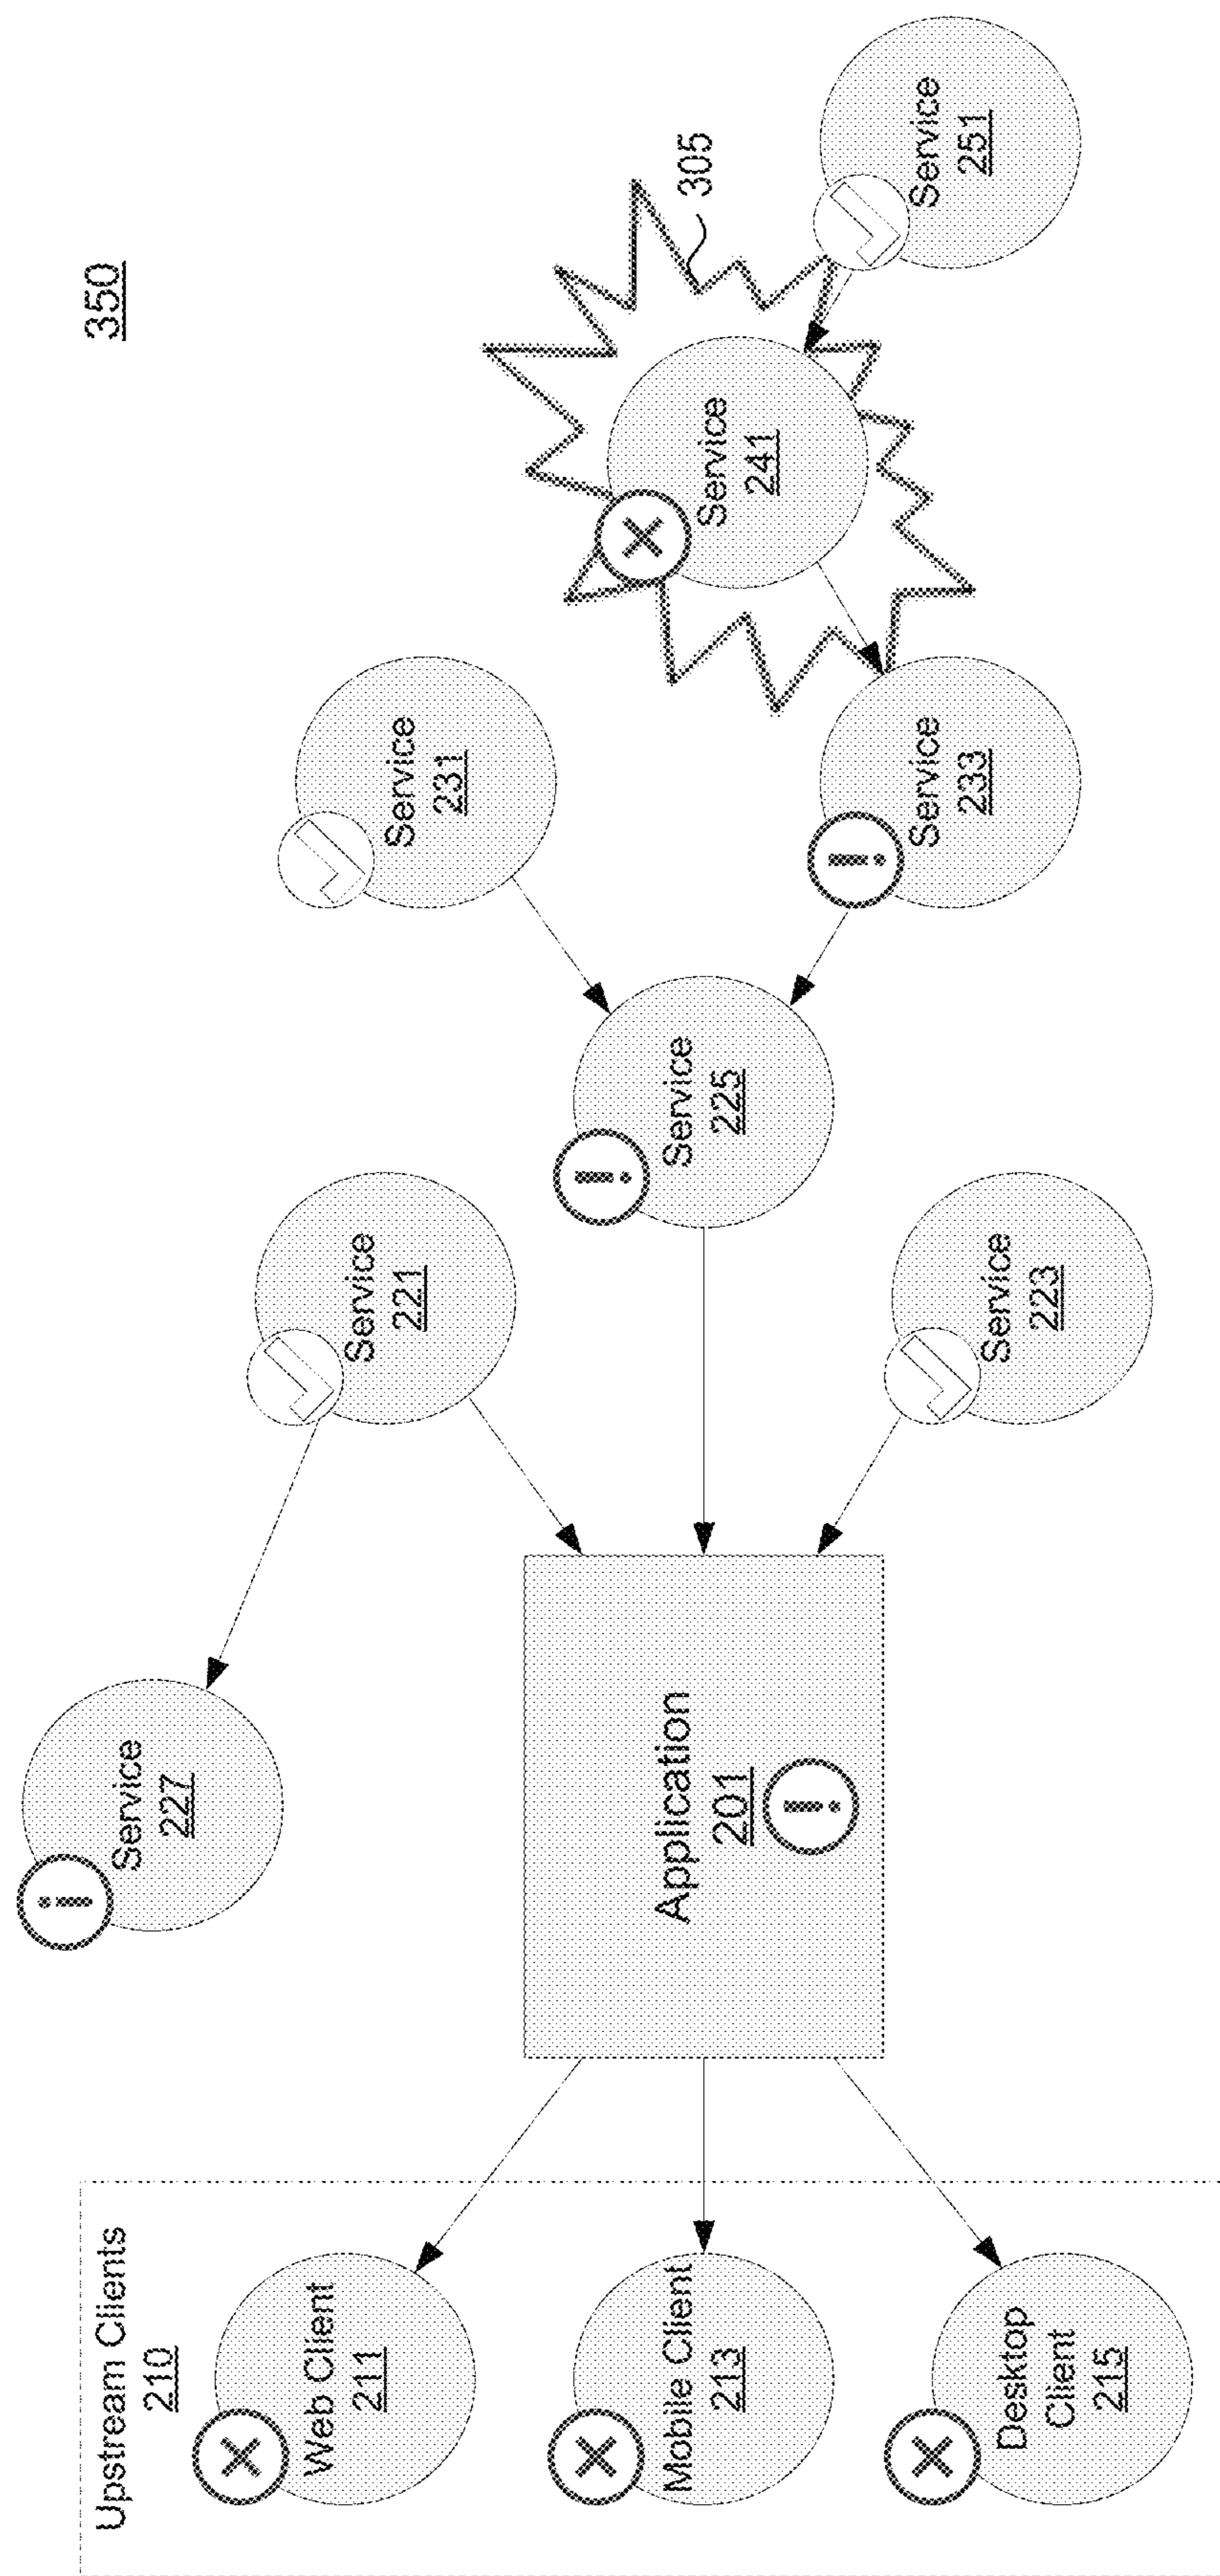 350
Upstream Clients
210
Web Client
211
Mobile Client
213
Desktop
Client
215
Application
201
Service
227
Service
221
Service
223
Service
225
Service
231
Service
233
Service
241
305
Service
251